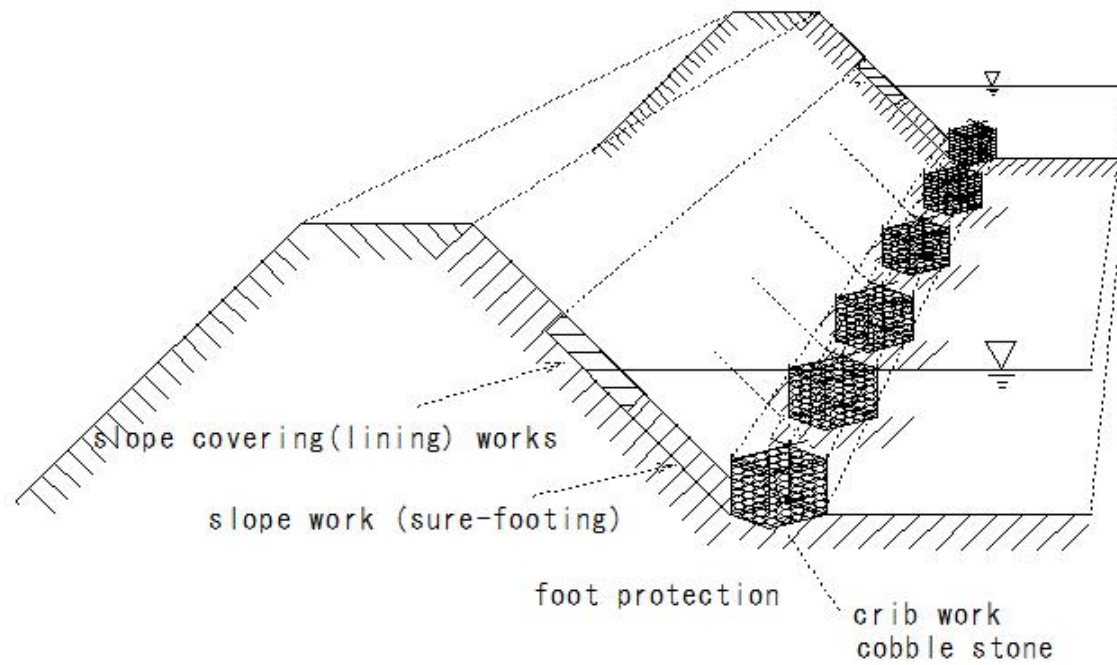 slope covering(lining) works
slope work (sure-footing)
foot protection
crib work
cobble stone